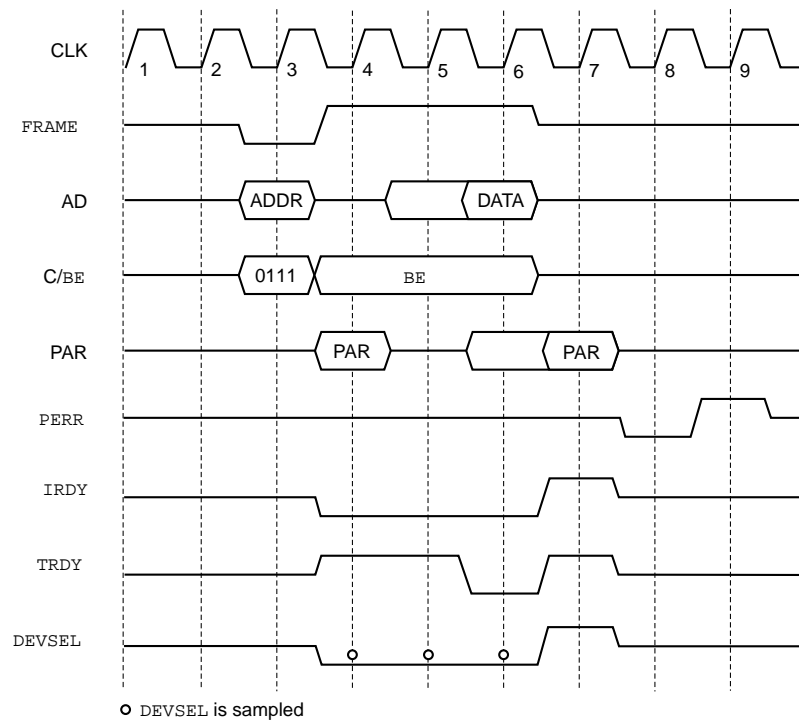 CLK
1 2 3 4 5 6 7 8 9
FRAME
AD ADDR DATA
C/BE 0111 BE
PAR PAR PAR
PERR
IRDY
TRDY
DEVSEL
DEVSEL is sampled